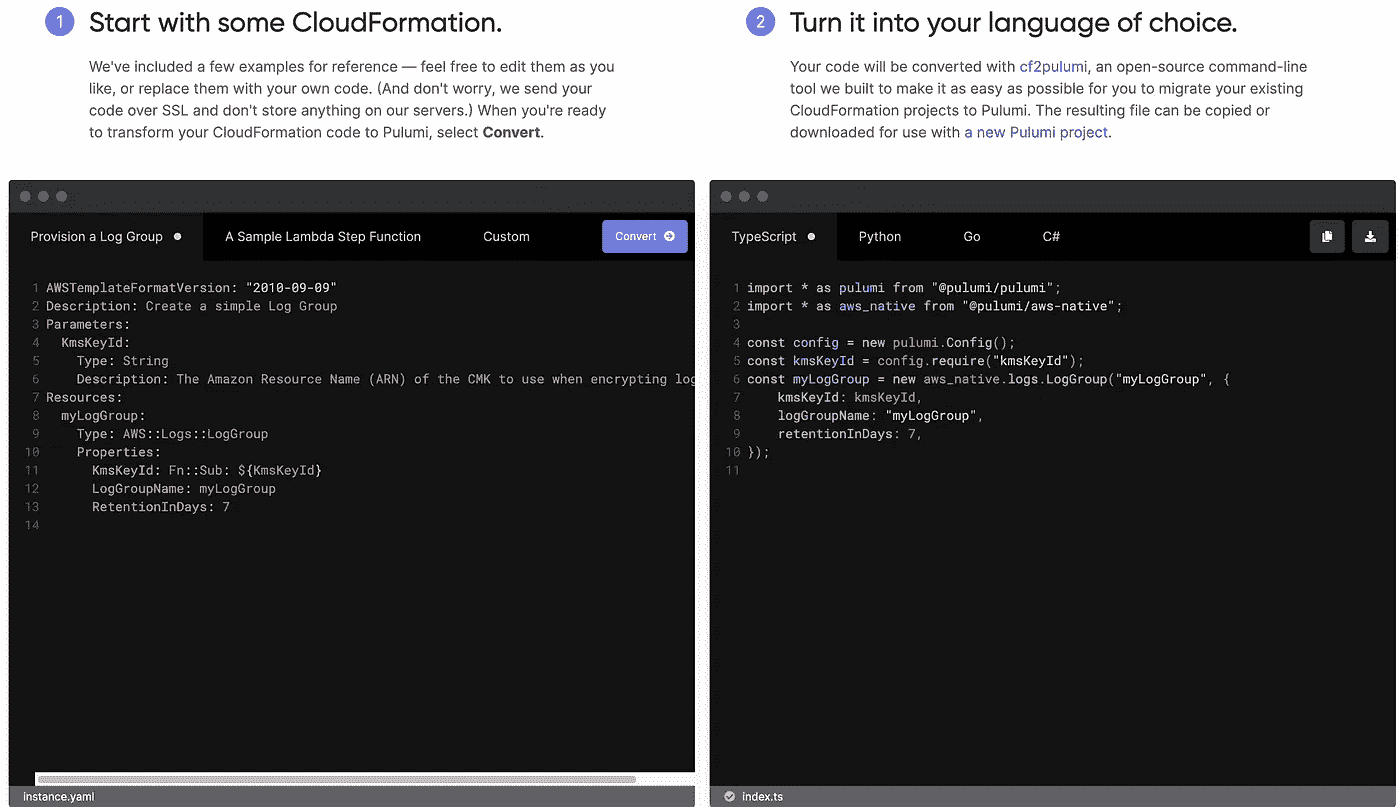 1 Start with some CloudFormation.
We've included a few examples for reference — feel free to edit them as you
like, or replace them with your own code. (And don't worry, we send your
code over SSL and don't store anything on our servers.) When you're ready
to transform your CloudFormation code to Pulumi, select Convert.
2 Turn it into your language of choice.
Your code will be converted with cf2pulumi, an open-source command-line
tool we built to make it as easy as possible for you to migrate your existing
CloudFormation projects to Pulumi. The resulting file can be copied or
downloaded for use with a new Pulumi project.
Provision a Log Group A Sample Lambda Step Function Custom Convert
1 AWSTemplateFormatVersion: "2010-09-09"
2 Description: Create a simple Log Group
3 Parameters:
4   KmsKeyId:
5     Type: String
6     Description: The Amazon Resource Name (ARN) of the CMK to use when encrypting log
7 Resources:
8   myLogGroup:
9     Type: AWS::Logs::LogGroup
10     Properties:
11       KmsKeyId: Fn::Sub: ${KmsKeyId}
12       LogGroupName: myLogGroup
13       RetentionInDays: 7
14
instance.yaml
TypeScript Python Go C#
1 import * as pulumi from "@pulumi/pulumi";
2 import * as aws_native from "@pulumi/aws-native";
3
4 const config = new pulumi.Config();
5 const kmsKeyId = config.require("kmsKeyId");
6 const myLogGroup = new aws_native.logs.LogGroup("myLogGroup", {
7     kmsKeyId: kmsKeyId,
8     logGroupName: "myLogGroup",
9     retentionInDays: 7,
10 });
11
index.ts